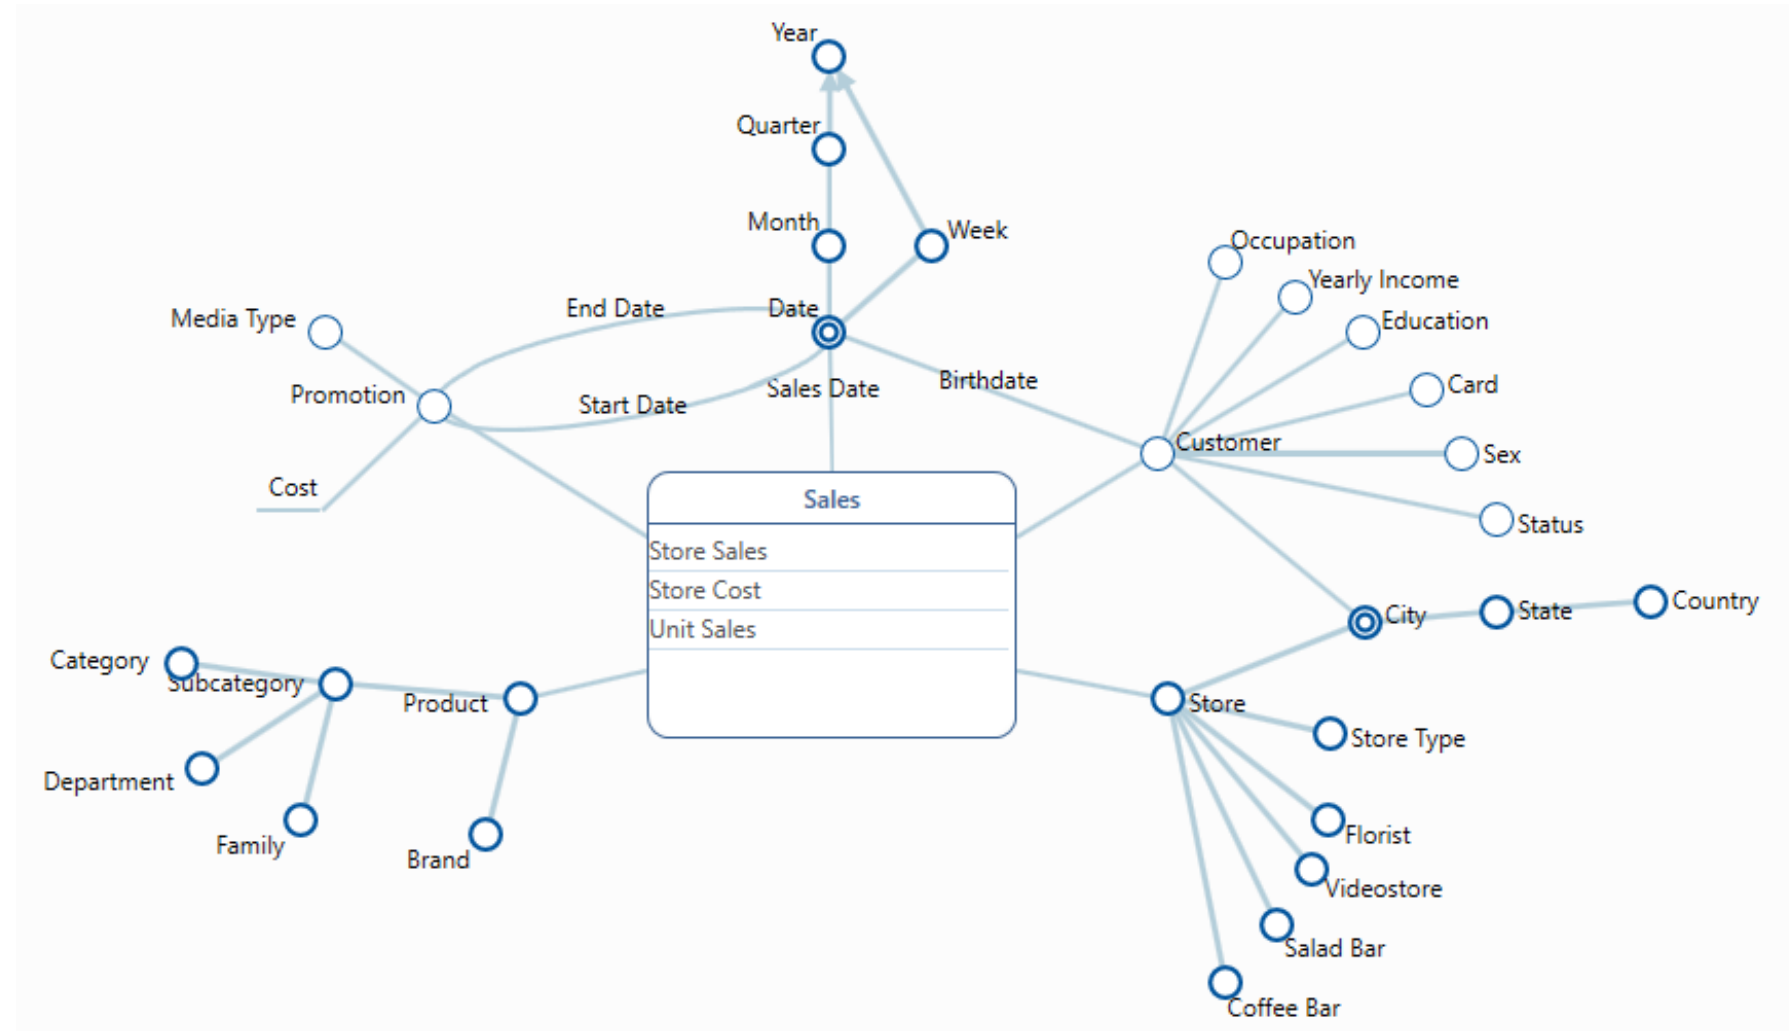 Year
Quarter
Month
Week
Occupation
Yearly Income
Media Type
End Date
Date
Education
Promotion
Start Date
Sales Date
Birthdate
Card
Customer
Sex
Cost
Sales
Status
Store Sales
Store Cost
Unit Sales
City
State
Country
Category
Subcategory
Product
Store
Store Type
Department
Family
Brand
Florist
Videostore
Salad Bar
Coffee Bar